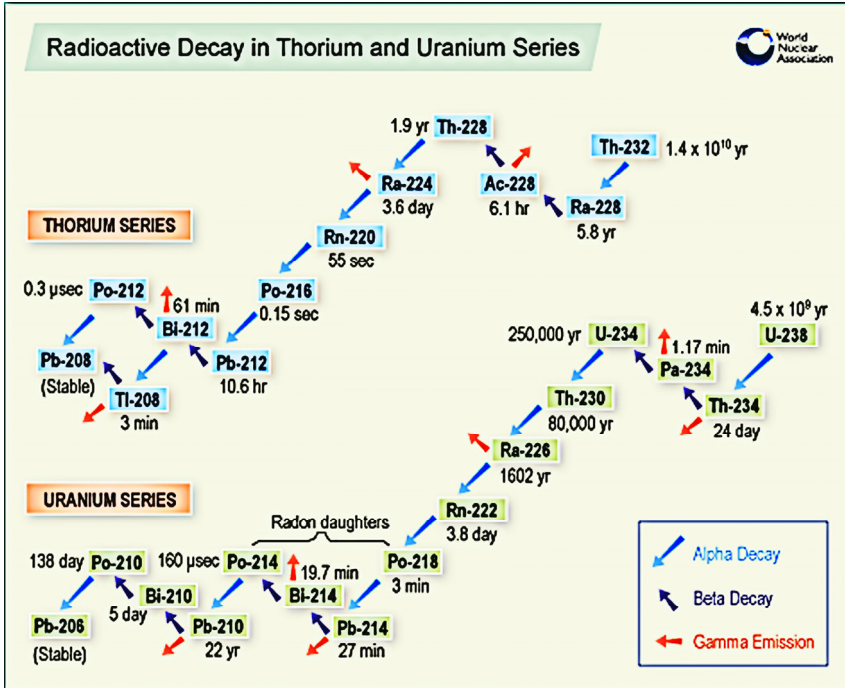 Radioactive Decay in Thorium and Uranium Series
World
Nuclear
Association
1.9 yr
Th-228
Th-232
1.4 x 10¹⁰ yr
Ra-224
3.6 day
Ac-228
6.1 hr
Ra-228
5.8 yr
THORIUM SERIES
Rn-220
55 sec
0.3 µsec
Po-212
61 min
Po-216
0.15 sec
Bi-212
Pb-208
(Stable)
Pb-212
10.6 hr
Tl-208
3 min
4.5 x 10⁹ yr
250,000 yr
U-234
1.17 min
U-238
Pa-234
Th-230
80,000 yr
Th-234
24 day
Ra-226
1602 yr
URANIUM SERIES
Rn-222
3.8 day
Radon daughters
138 day
Po-210
160 µsec
Po-214
19.7 min
Po-218
3 min
Bi-210
5 day
Bi-214
Pb-206
(Stable)
Pb-210
22 yr
Pb-214
27 min
Alpha Decay
Beta Decay
Gamma Emission